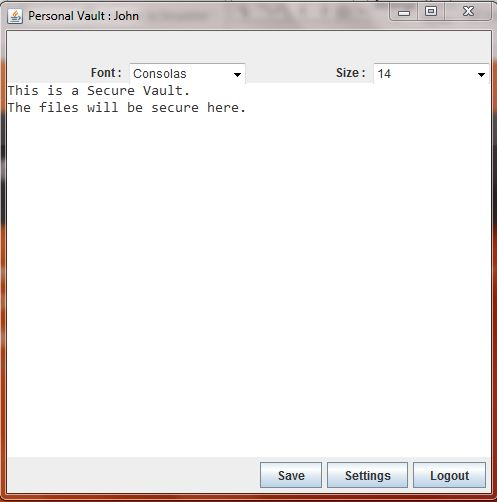 Personal Vault : John
Font : Consolas Size : 14
This is a Secure Vault.
The files will be secure here.
Save Settings Logout